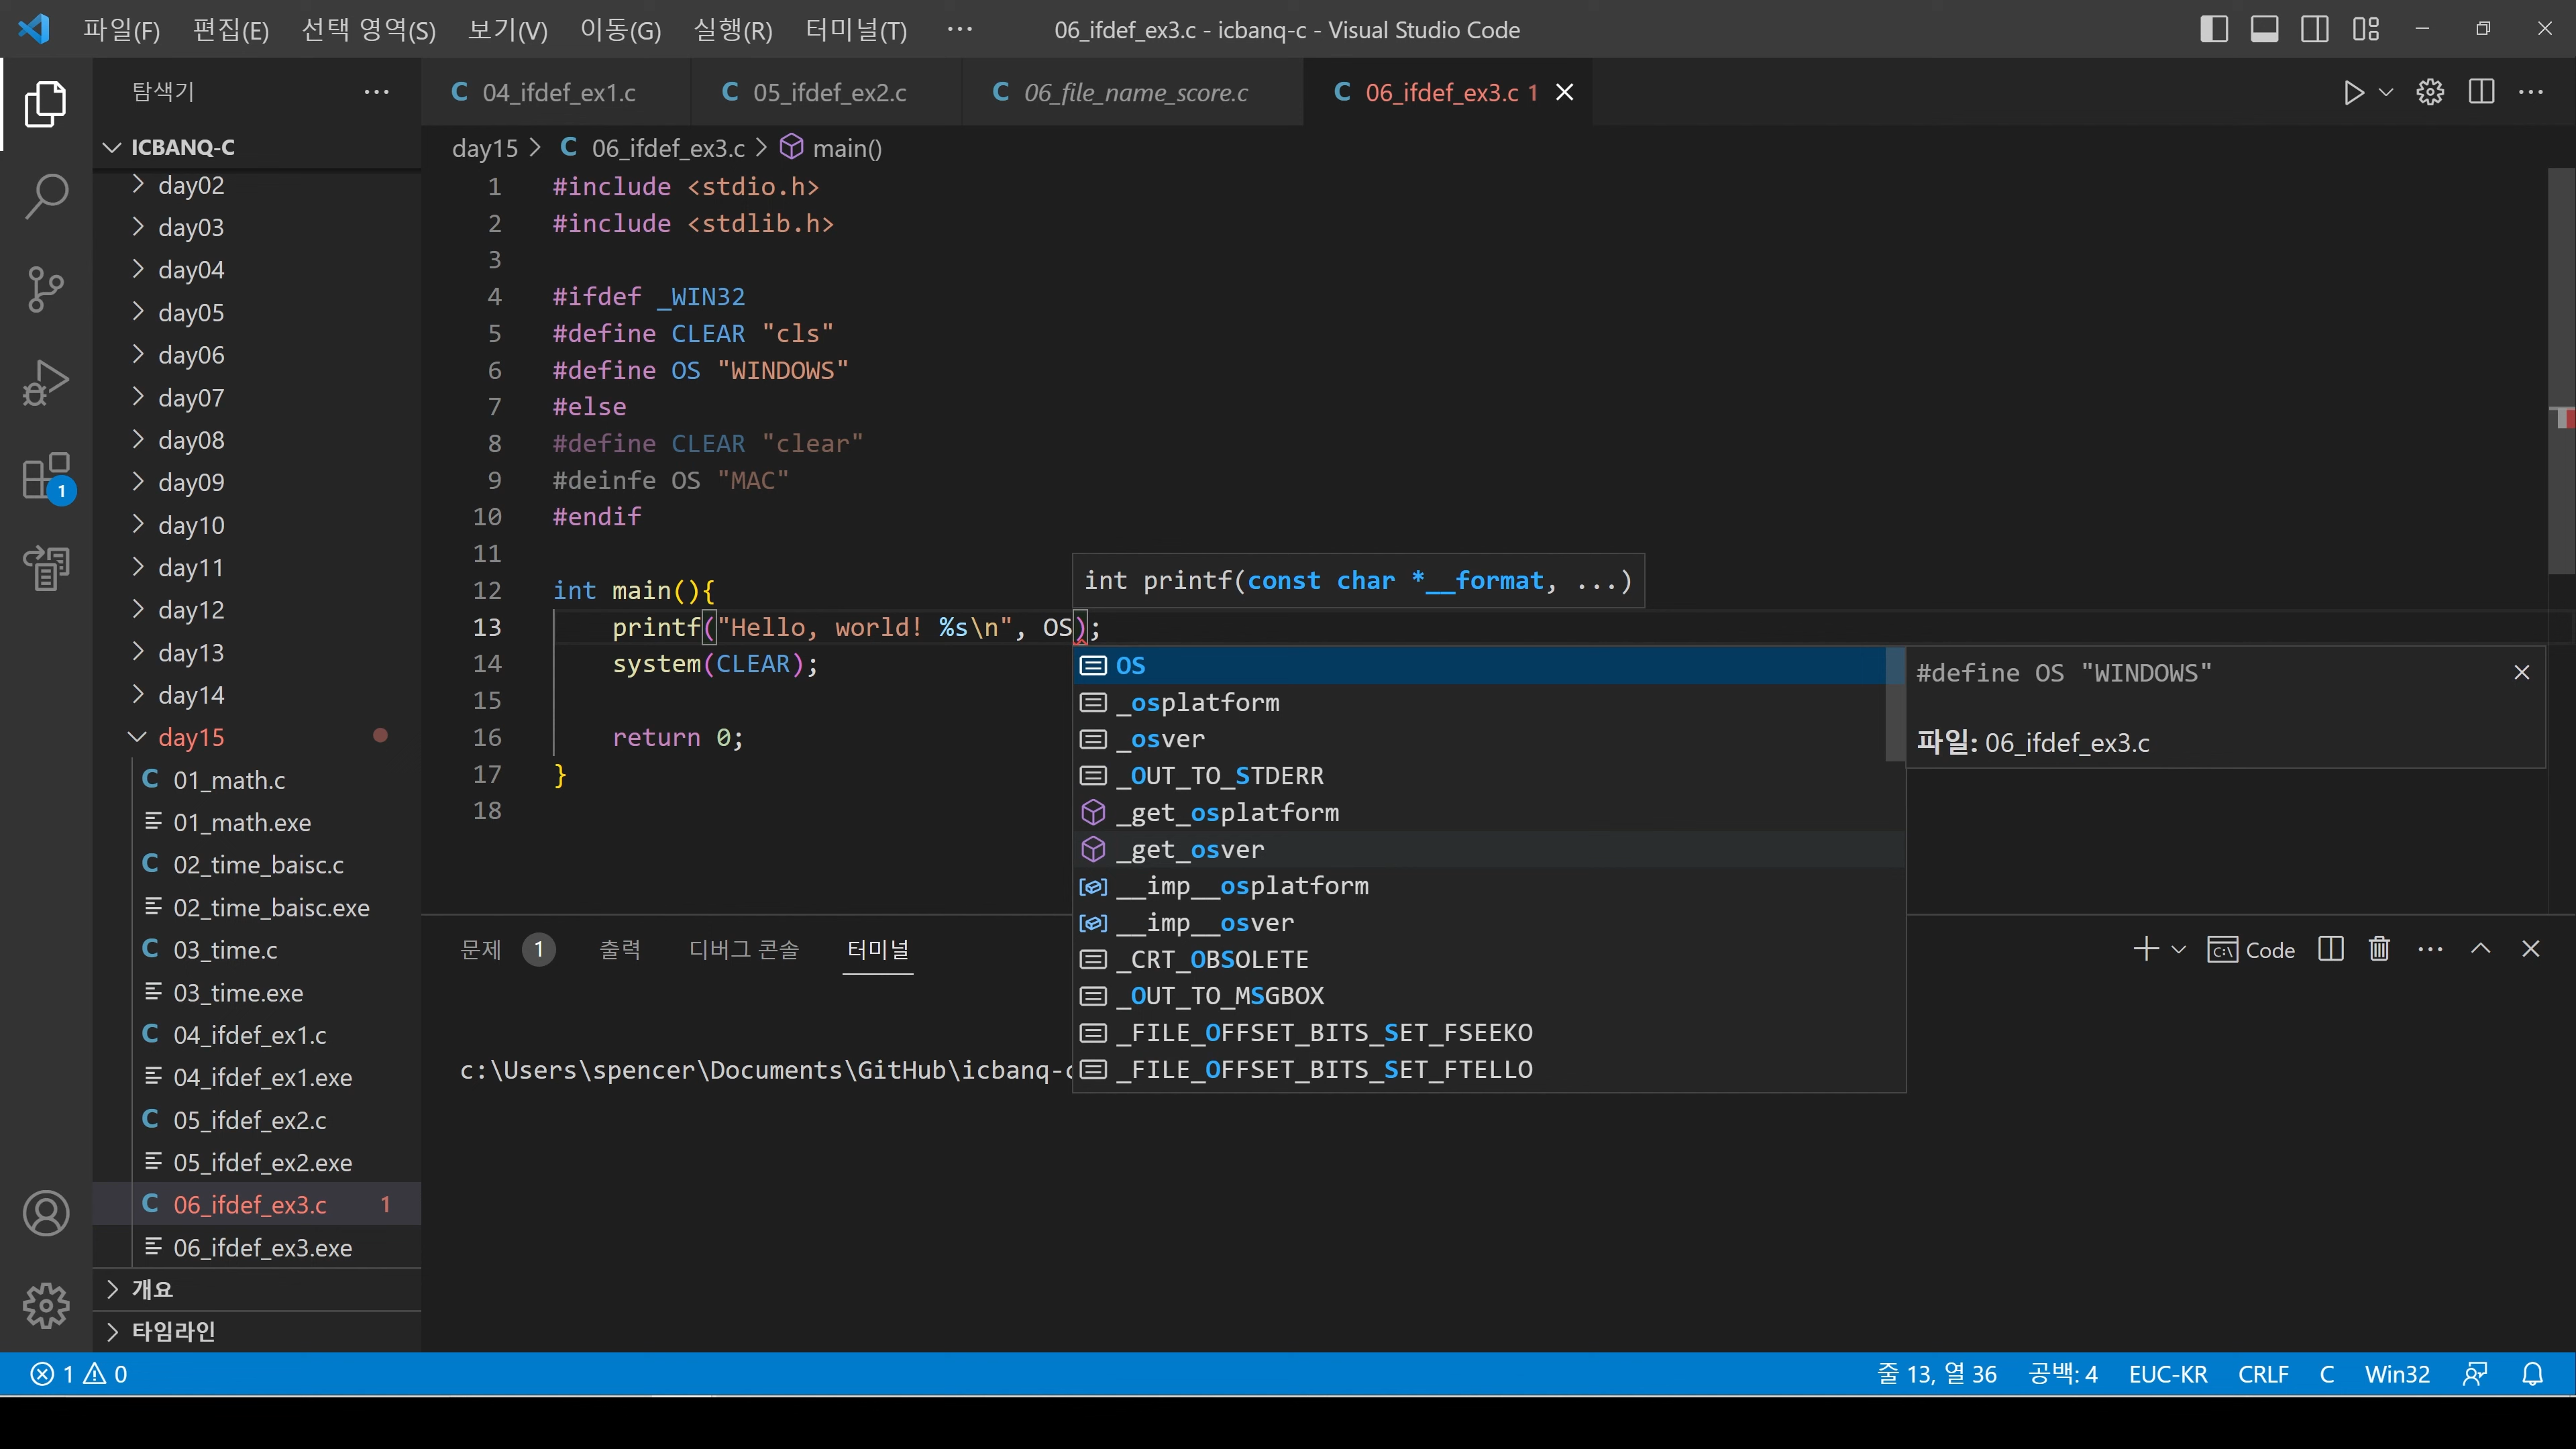 파일(F) 편집(E) 선택 영역(S) 보기(V) 이동(G) 실행(R) 터미널(T) ··· 06_ifdef_ex3.c - icbanq-c - Visual Studio Code
탐색기 ···
ICBANQ-C
day02
day03
day04
day05
day06
day07
day08
day09
day10
day11
day12
day13
day14
day15
01_math.c
01_math.exe
02_time_baisc.c
02_time_baisc.exe
03_time.c
03_time.exe
04_ifdef_ex1.c
04_ifdef_ex1.exe
05_ifdef_ex2.c
05_ifdef_ex2.exe
06_ifdef_ex3.c 1
06_ifdef_ex3.exe
개요
타임라인
1
04_ifdef_ex1.c 05_ifdef_ex2.c 06_file_name_score.c 06_ifdef_ex3.c 1
day15 > C 06_ifdef_ex3.c > main()
1 #include <stdio.h>
2 #include <stdlib.h>
3
4 #ifdef _WIN32
5 #define CLEAR "cls"
6 #define OS "WINDOWS"
7 #else
8 #define CLEAR "clear"
9 #deinfe OS "MAC"
10 #endif
11
12 int main(){
13 printf("Hello, world! %s\n", OS);
14 system(CLEAR);
15
16 return 0;
17 }
18
int printf(const char *__format, ...)
OS
_osplatform
_osver
_OUT_TO_STDERR
_get_osplatform
_get_osver
__imp__osplatform
__imp__osver
_CRT_OBSOLETE
_OUT_TO_MSGBOX
_FILE_OFFSET_BITS_SET_FSEEKO
_FILE_OFFSET_BITS_SET_FTELLO
#define OS "WINDOWS"
파일: 06_ifdef_ex3.c
문제 1 출력 디버그 콘솔 터미널 Code
c:\Users\spencer\Documents\GitHub\icbanq-c
1 0 줄 13, 열 36 공백: 4 EUC-KR CRLF C Win32